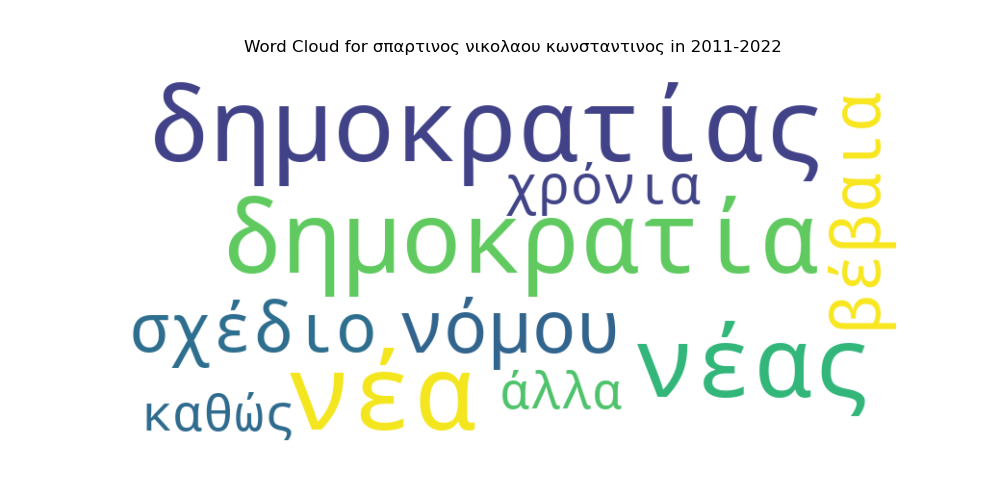 Word Cloud for σπαρτινος νικολαου κωνσταντινος in 2011-2022
δημοκρατίας
βέβαια
χρόνια
δημοκρατία
σχέδιο νόμου
νέας
νέα
άλλα
καθώς